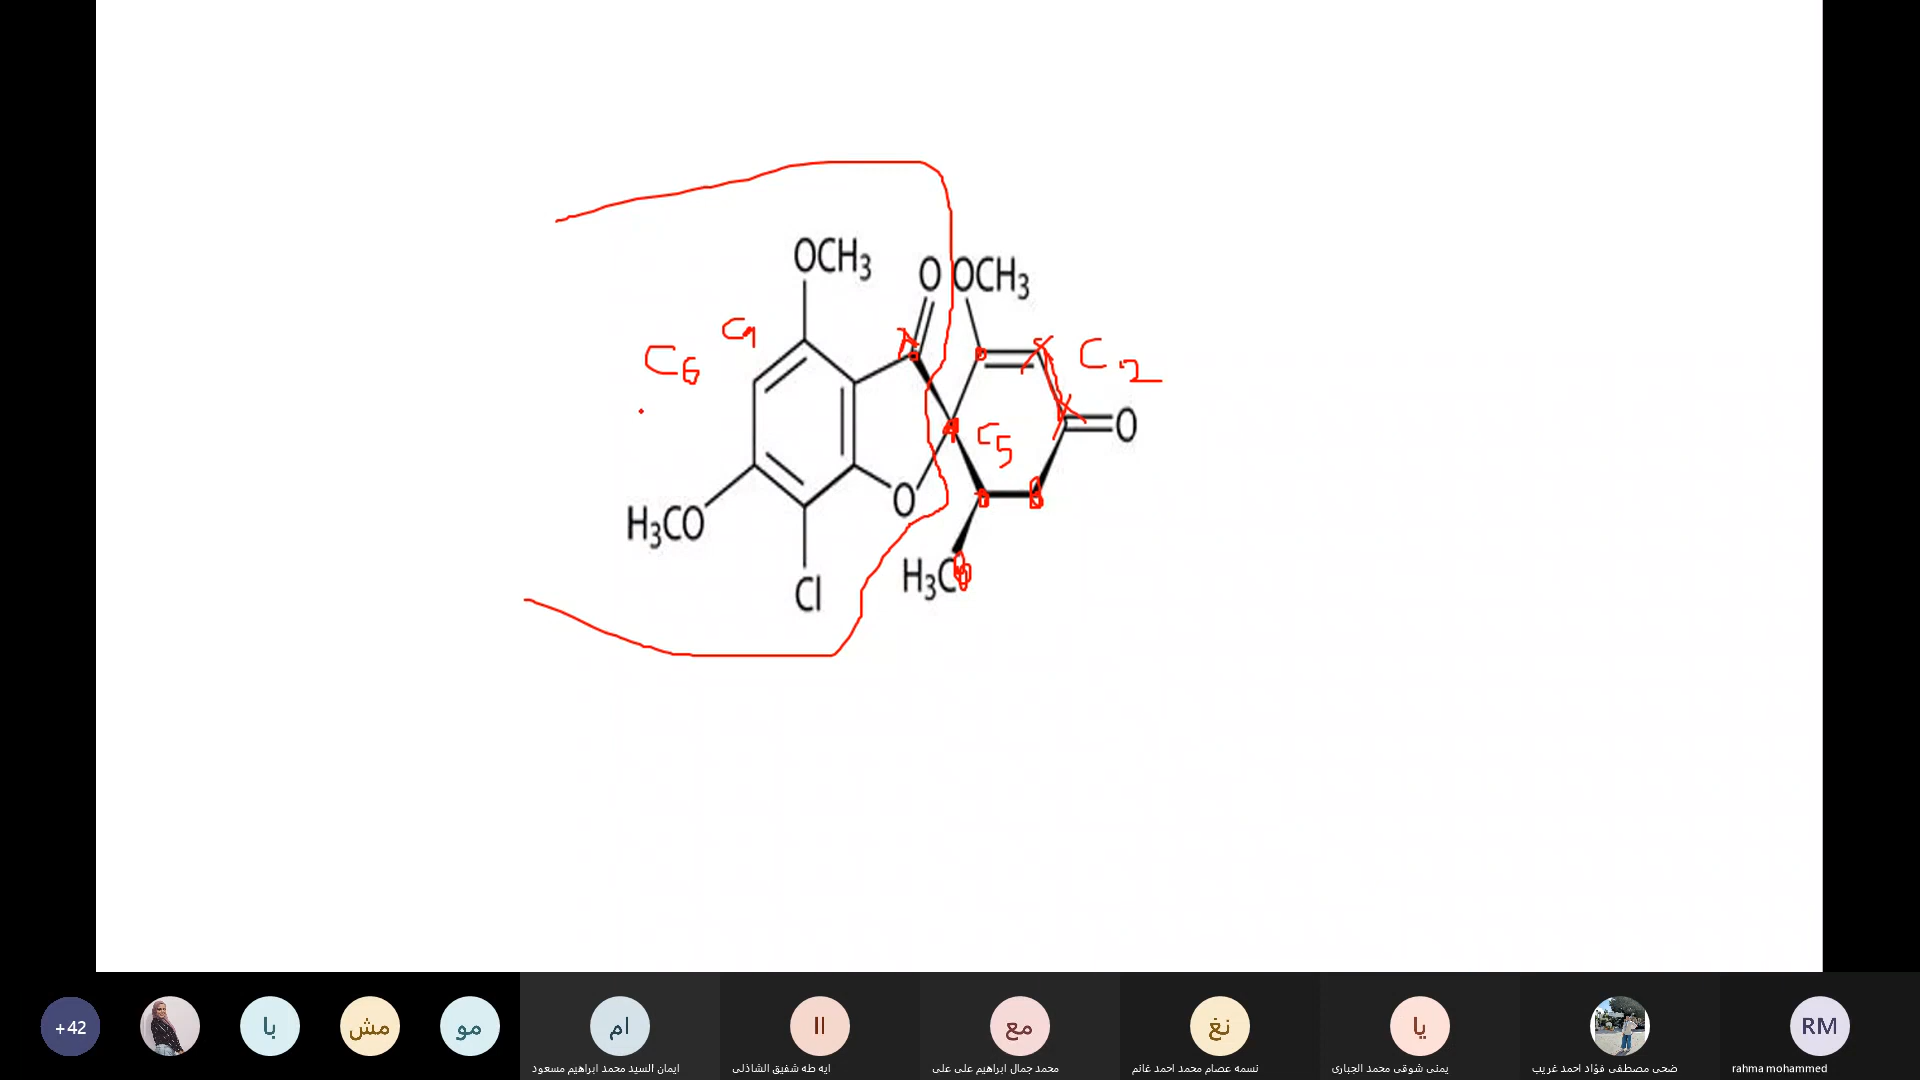 OCH3
O OCH3
C9
C6
C2
O
C5
O
H3CO
H3C
Cl
+42
با
مش
مو
ام
ايمان السيد محمد ابراهيم مسعود
اا
ايه طه شفيق الشاذلى
مع
محمد جمال ابراهيم على على
نغ
نسمه عصام محمد احمد غانم
يا
يمنى شوقى محمد الجبارى
ضحى مصطفى فؤاد احمد غريب
RM
rahma mohammed